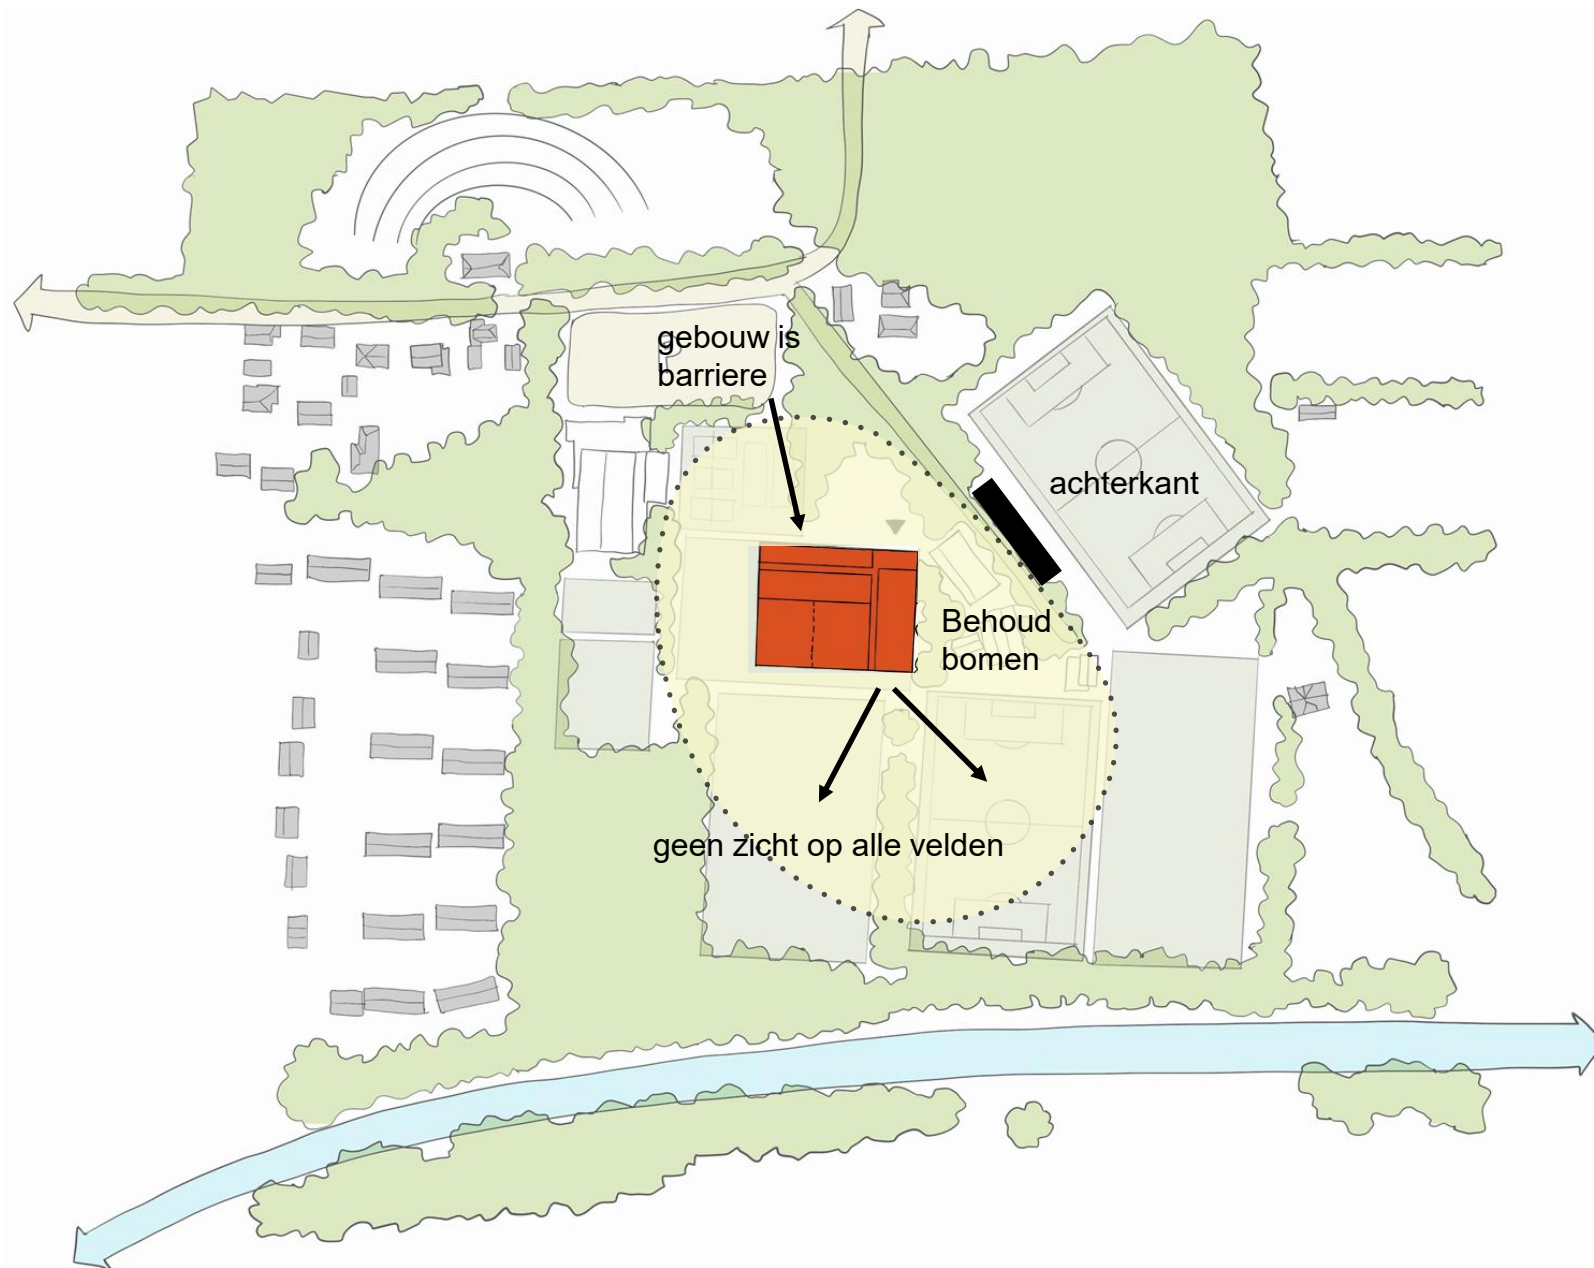 gebouw is
barriere
achterkant
Behoud
bomen
geen zicht op alle velden